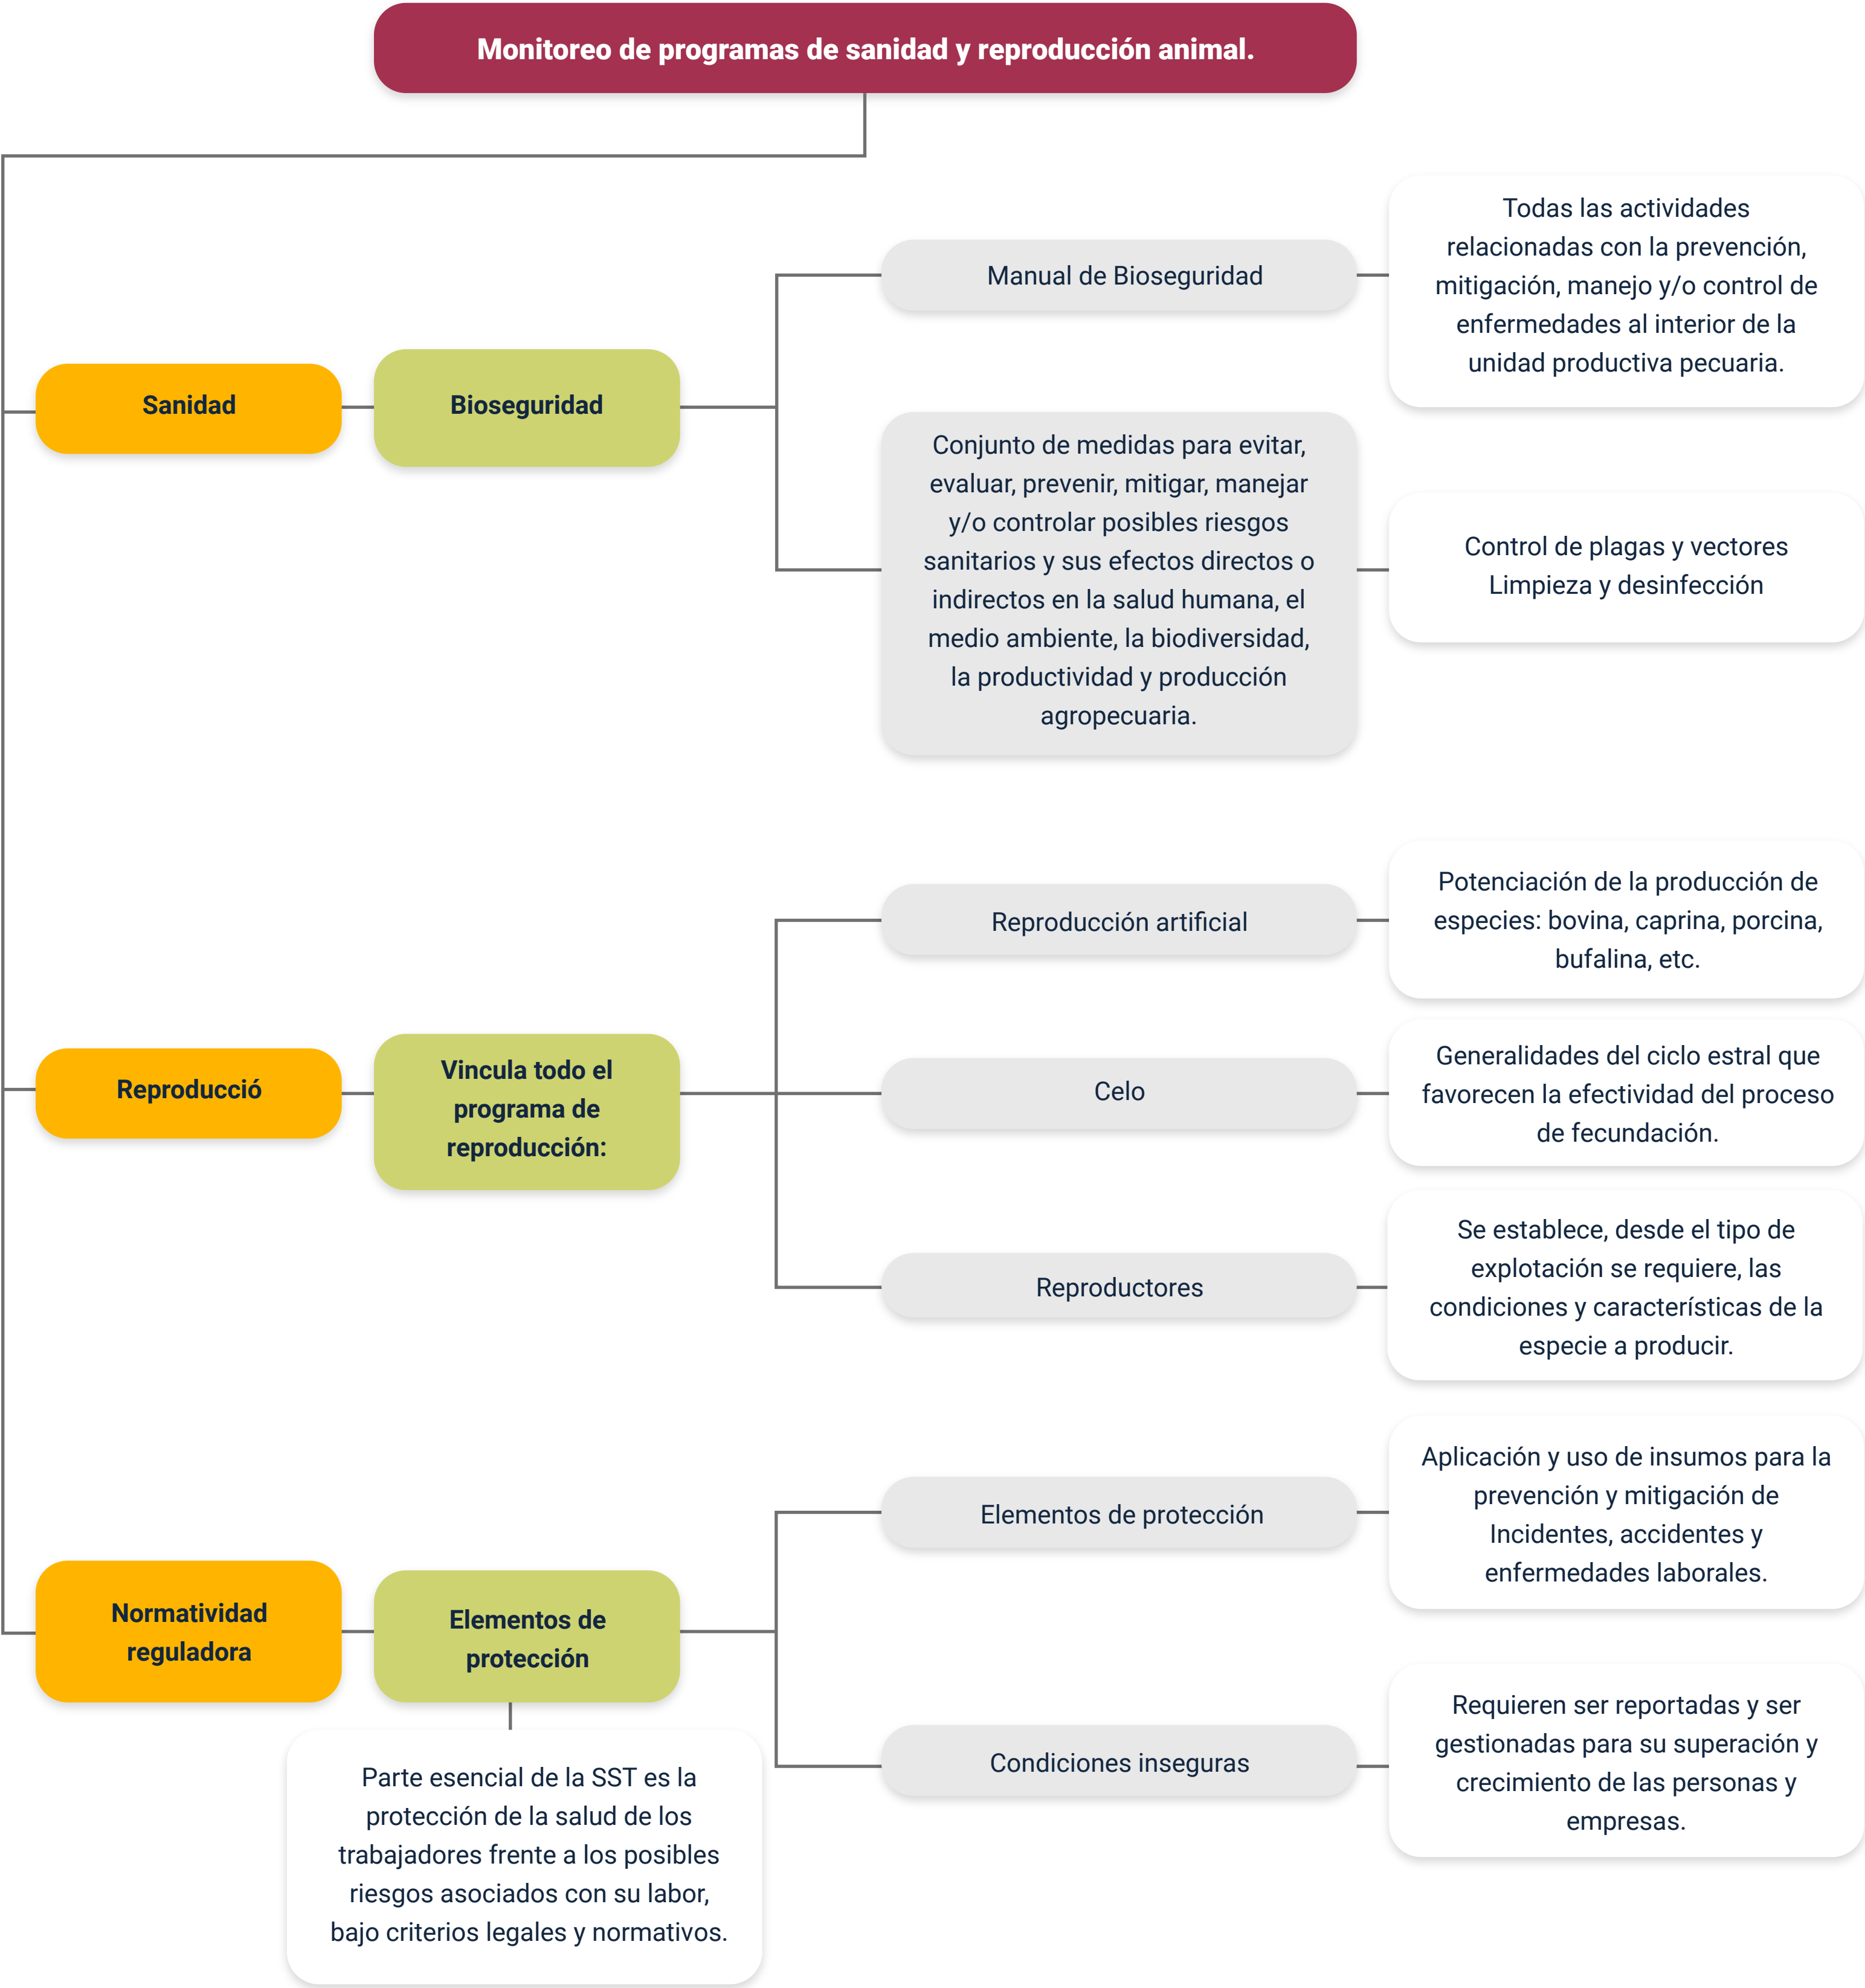 Monitoreo de programas de sanidad y reproducción animal.
Sanidad
Bioseguridad
Manual de Bioseguridad
Todas las actividades
relacionadas con la prevención,
mitigación, manejo y/o control de
enfermedades al interior de la
unidad productiva pecuaria.
Conjunto de medidas para evitar,
evaluar, prevenir, mitigar, manejar
y/o controlar posibles riesgos
sanitarios y sus efectos directos o
indirectos en la salud humana, el
medio ambiente, la biodiversidad,
la productividad y producción
agropecuaria.
Control de plagas y vectores
Limpieza y desinfección
Reproducció
Vincula todo el
programa de
reproducción:
Reproducción artificial
Potenciación de la producción de
especies: bovina, caprina, porcina,
bufalina, etc.
Celo
Generalidades del ciclo estral que
favorecen la efectividad del proceso
de fecundación.
Reproductores
Se establece, desde el tipo de
explotación se requiere, las
condiciones y características de la
especie a producir.
Normatividad
reguladora
Elementos de
protección
Parte esencial de la SST es la
protección de la salud de los
trabajadores frente a los posibles
riesgos asociados con su labor,
bajo criterios legales y normativos.
Elementos de protección
Aplicación y uso de insumos para la
prevención y mitigación de
Incidentes, accidentes y
enfermedades laborales.
Condiciones inseguras
Requieren ser reportadas y ser
gestionadas para su superación y
crecimiento de las personas y
empresas.